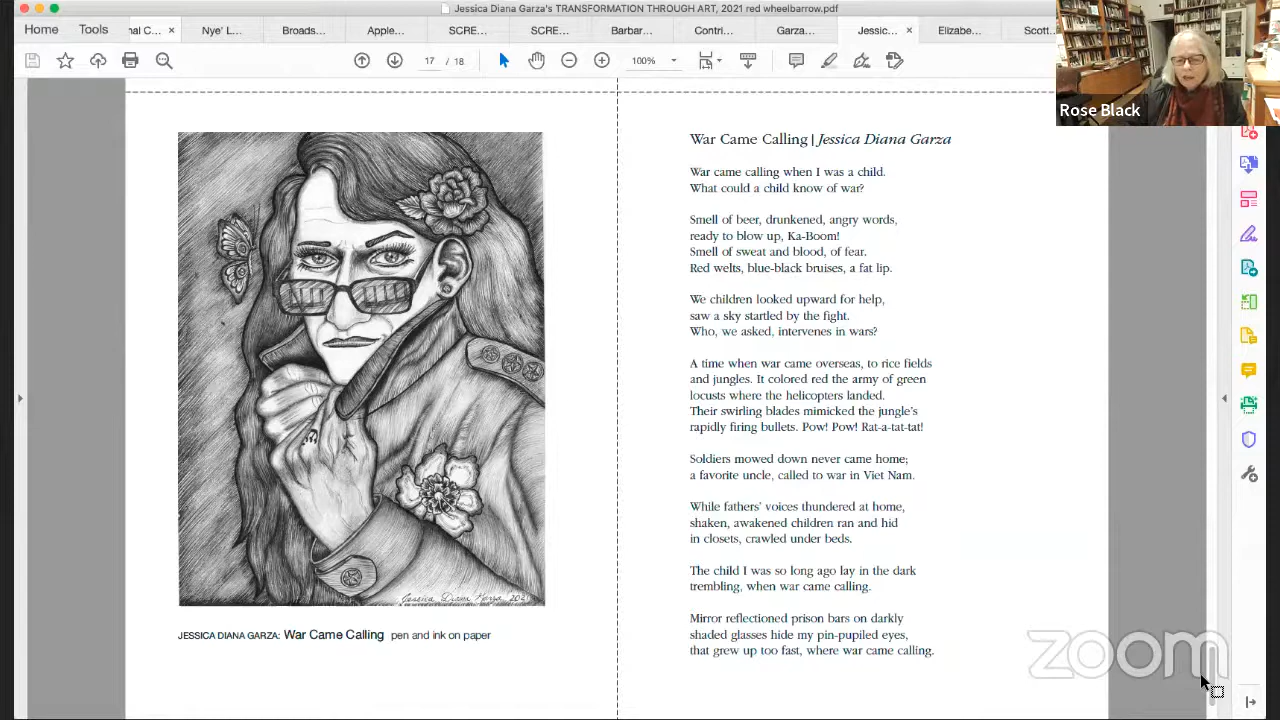 Jessica Diana Garza's TRANSFORMATION THROUGH ART, 2021 red wheelbarrow.pdf
Home Tools nal C... × Nye' L... Broads... Apple... SCRE... SCRE... Barbar... Contri... Garza... Jessic... × Elizabe... Scott
17 / 18 100%
Rose Black
War Came Calling | Jessica Diana Garza
War came calling when I was a child.
What could a child know of war?
Smell of beer, drunkened, angry words,
ready to blow up, Ka-Boom!
Smell of sweat and blood, of fear.
Red welts, blue-black bruises, a fat lip.
We children looked upward for help,
saw a sky startled by the fight.
Who, we asked, intervenes in wars?
A time when war came overseas, to rice fields
and jungles. It colored red the army of green
locusts where the helicopters landed.
Their swirling blades mimicked the jungle's
rapidly firing bullets. Pow! Pow! Rat-a-tat-tat!
Soldiers mowed down never came home;
a favorite uncle, called to war in Viet Nam.
While fathers' voices thundered at home,
shaken, awakened children ran and hid
in closets, crawled under beds.
The child I was so long ago lay in the dark
trembling, when war came calling.
Mirror reflectioned prison bars on darkly
shaded glasses hide my pin-pupiled eyes,
that grew up too fast, where war came calling.
Jessica Diana Garza
JESSICA DIANA GARZA: War Came Calling pen and ink on paper
zoom